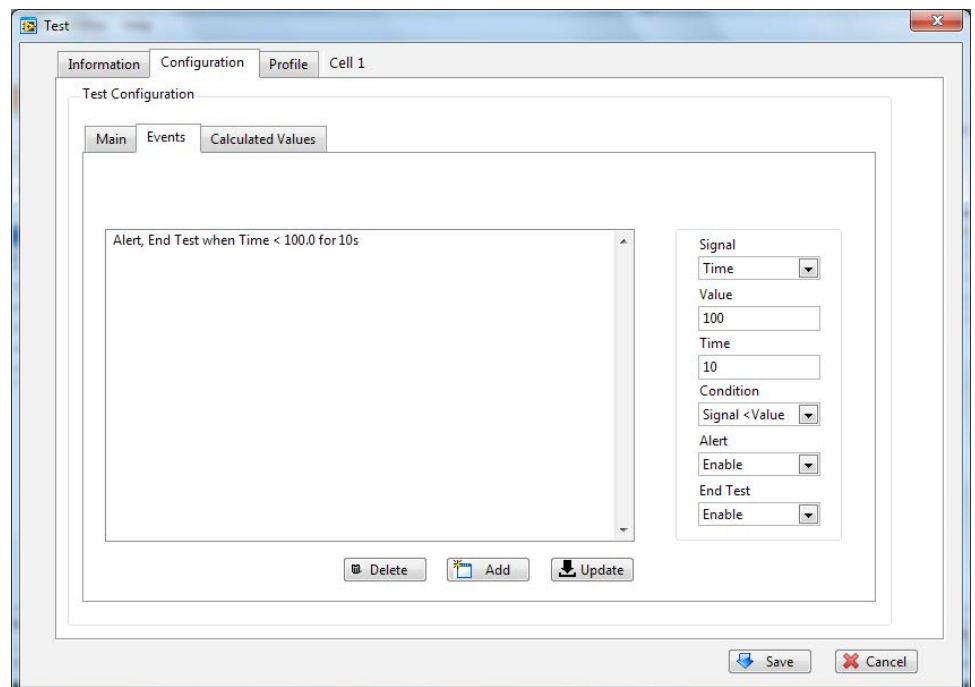 Test
Information Configuration Profile Cell 1
Test Configuration
Main Events Calculated Values
Alert, End Test when Time < 100.0 for 10s
Signal
Time
Value
100
Time
10
Condition
Signal <Value
Alert
Enable
End Test
Enable
Delete Add Update
Save Cancel